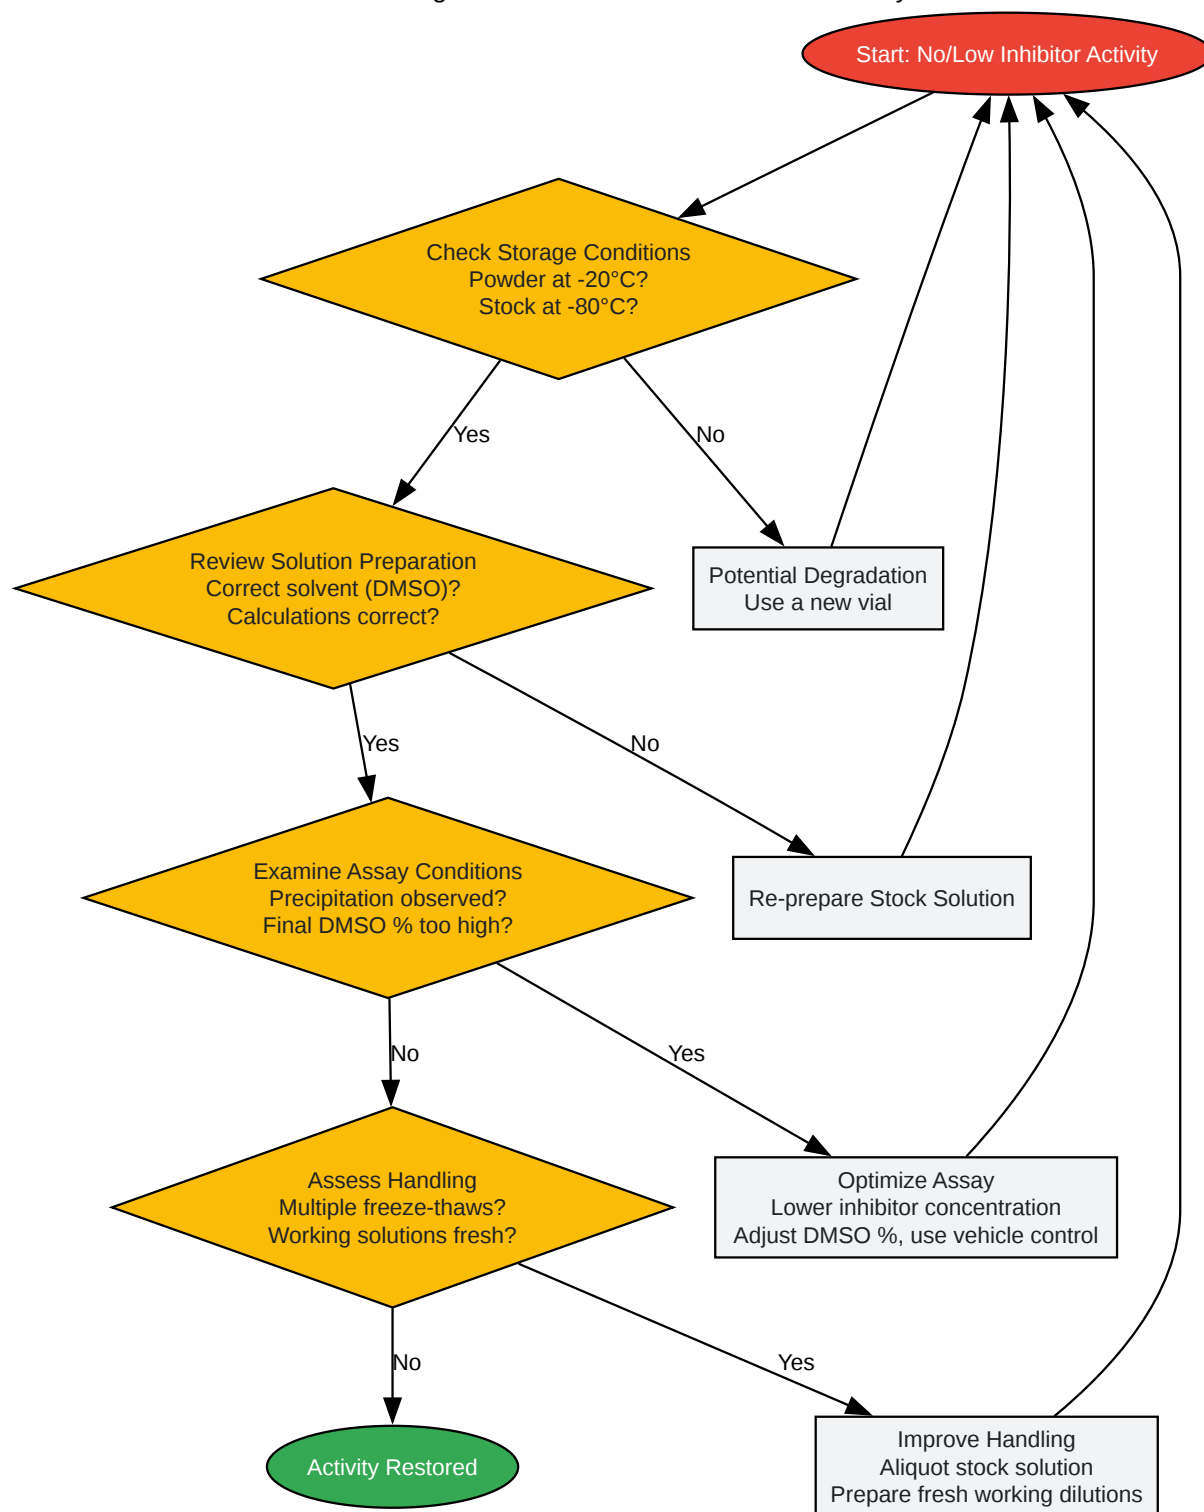 Start: No/Low Inhibitor Activity
Check Storage Conditions
Powder at -20°C?
Stock at -80°C?
Yes
No
Review Solution Preparation
Correct solvent (DMSO)?
Calculations correct?
Potential Degradation
Use a new vial
Yes
No
Examine Assay Conditions
Precipitation observed?
Final DMSO % too high?
Re-prepare Stock Solution
No
Yes
Assess Handling
Multiple freeze-thaws?
Working solutions fresh?
Optimize Assay
Lower inhibitor concentration
Adjust DMSO %, use vehicle control
No
Yes
Activity Restored
Improve Handling
Aliquot stock solution
Prepare fresh working dilutions